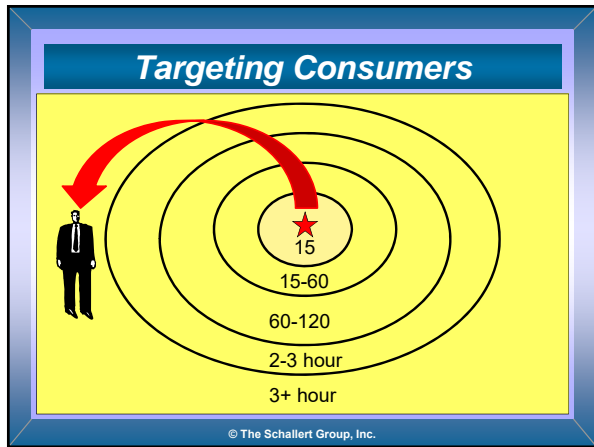 Targeting Consumers
15
15-60
60-120
2-3 hour
3+ hour
© The Schallert Group, Inc.